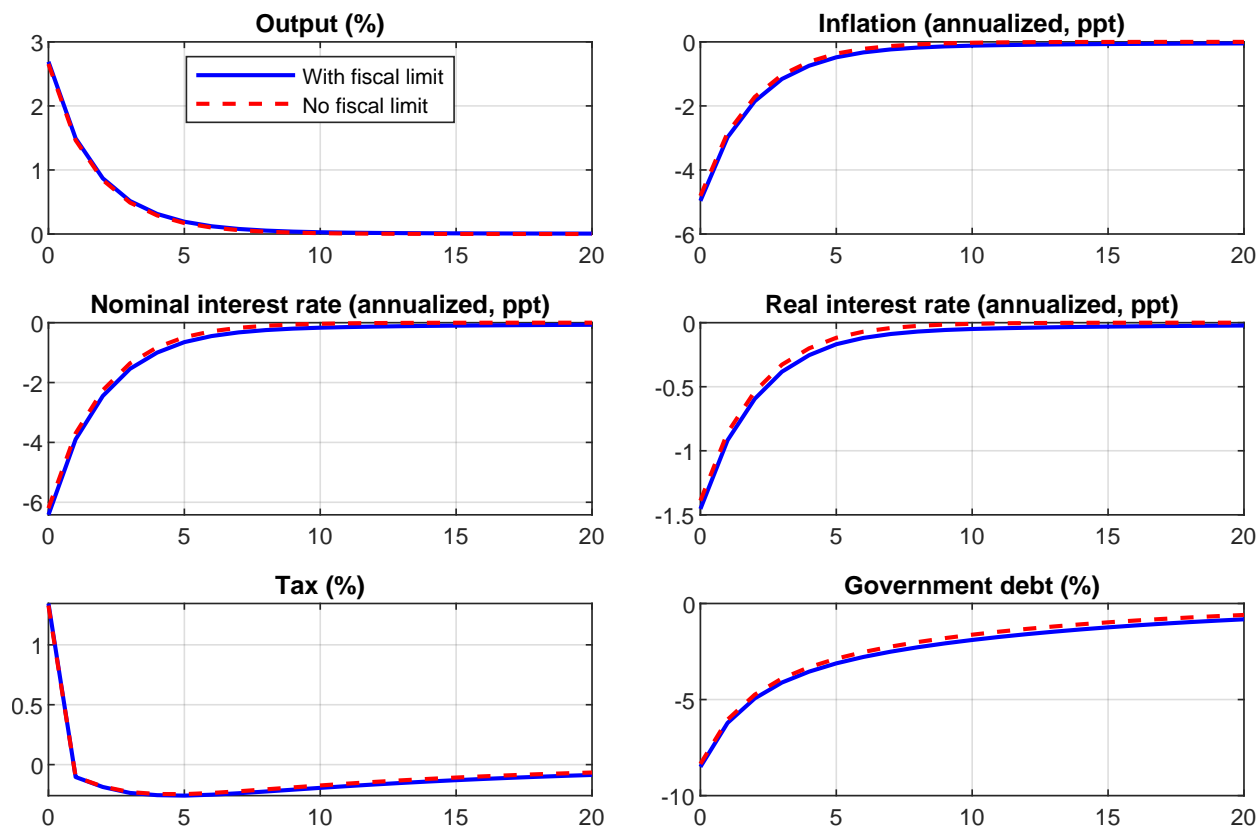 Output (%)
3
2
1
0
With fiscal limit
No fiscal limit
0 5 10 15 20
Inflation (annualized, ppt)
0
-2
-4
-6
0 5 10 15 20
Nominal interest rate (annualized, ppt)
0
-2
-4
-6
0 5 10 15 20
Real interest rate (annualized, ppt)
0
-0.5
-1
-1.5
0 5 10 15 20
Tax (%)
1
0.5
0
0 5 10 15 20
Government debt (%)
0
-5
-10
0 5 10 15 20